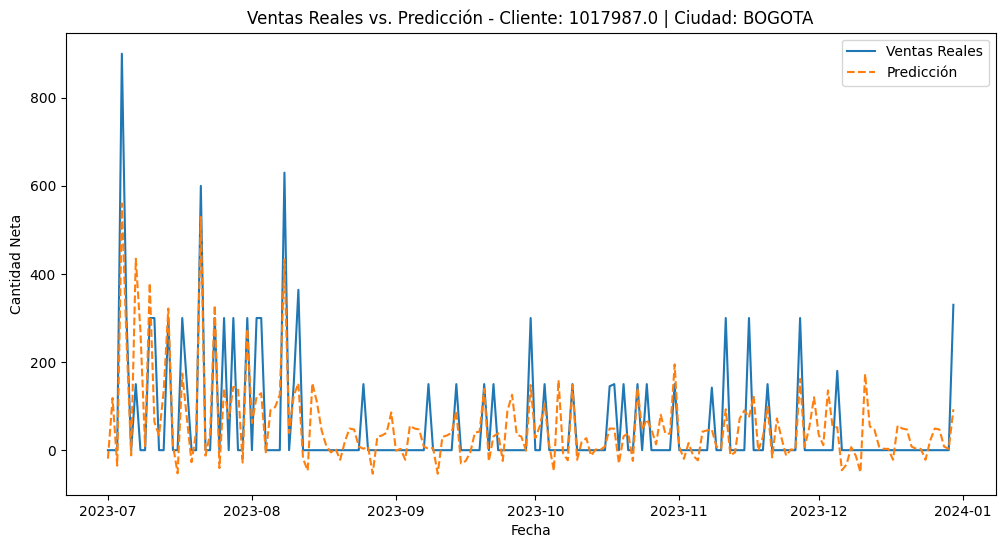 Ventas Reales vs. Predicción - Cliente: 1017987.0 | Ciudad: BOGOTA
Ventas Reales
Predicción
Cantidad Neta
800
600
400
200
0
2023-07
2023-08
2023-09
2023-10
2023-11
2023-12
2024-01
Fecha